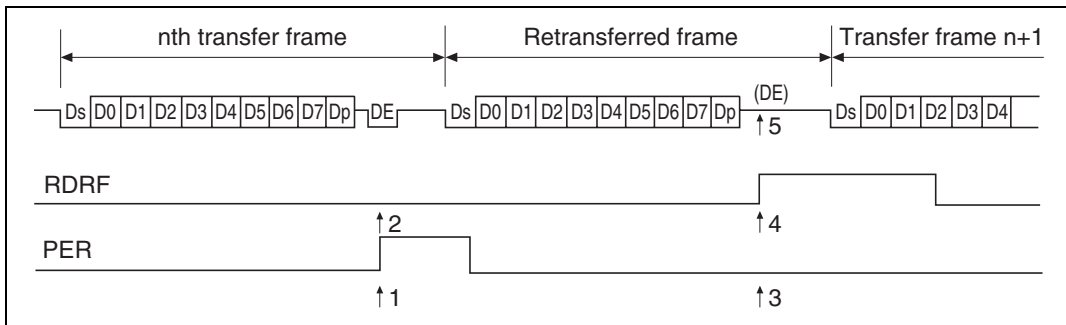 nth transfer frame Retransferred frame Transfer frame n+1
(DE)
Ds D0 D1 D2 D3 D4 D5 D6 D7 Dp DE Ds D0 D1 D2 D3 D4 D5 D6 D7 Dp Ds D0 D1 D2 D3 D4
5
RDRF
2 4
PER
1 3